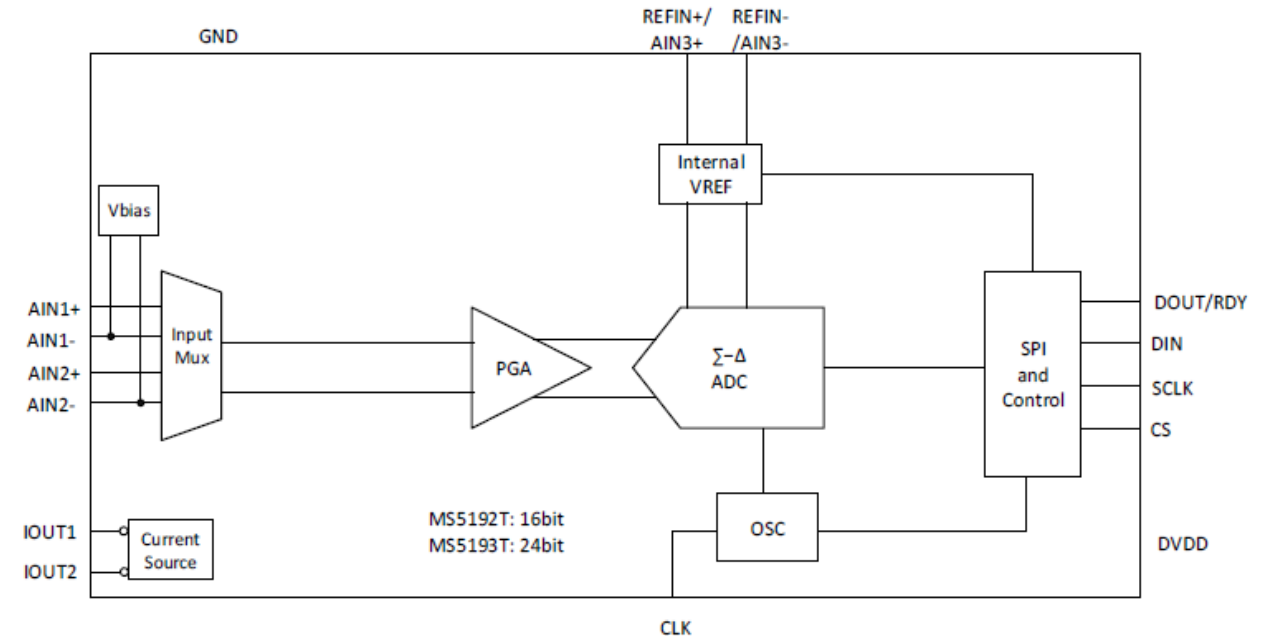 REFIN+/ REFIN-
GND
AIN3+ /AIN3-
Internal
VREF
Vbias
AIN1+
AIN1-
AIN2+
AIN2-
Input
Mux
PGA
∑-Δ
ADC
SPI
and
Control
DOUT/RDY
DIN
SCLK
CS
IOUT1
IOUT2
Current
Source
MS5192T: 16bit
MS5193T: 24bit
OSC
DVDD
CLK